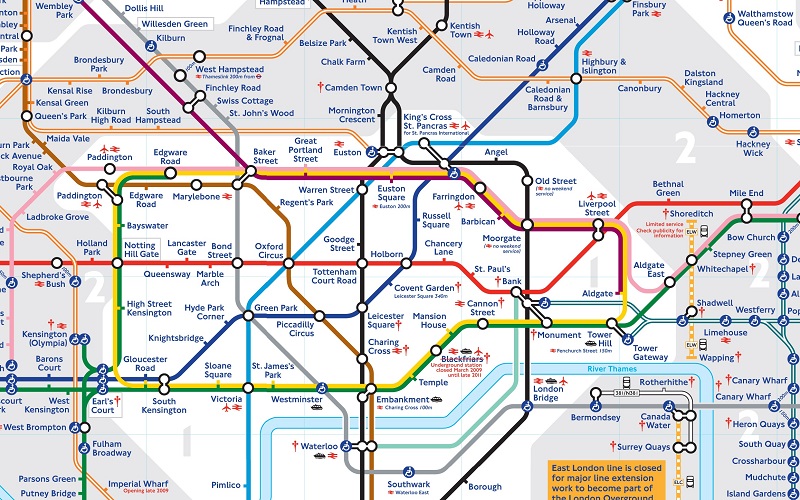 Wembley
Park
Dollis Hill
Hampstead
Heath
Holloway
Finsbury
Park
Walthamstow
Queen's Road
Willesden Green
Kilburn
Finchley Road
& Frognal
Belsize Park
Kentish
Town West
Kentish
Town
Arsenal
Holloway
Road
Caledonian Road
Highbury &
Islington
Brondesbury
Park
West Hampstead
Thameslink 200m from
Chalk Farm
Camden
Road
Dalston
Kingsland
Kensal Rise
Brondesbury
Finchley Road
Camden Town
Caledonian
Road &
Barnsbury
Canonbury
Hackney
Central
Kensal Green
Kilburn
High Road
South
Hampstead
Swiss Cottage
St. John's Wood
Mornington
Crescent
King's Cross
St. Pancras
for St. Pancras International
Homerton
Queen's Park
Hackney
Wick
Maida Vale
Great
Portland
Street
Euston
Angel
2
Royal Oak
Paddington
Edgware
Road
Baker
Street
Warren Street
Euston
Square
Euston 200m
Farringdon
Old Street
(no weekend
service)
Bethnal
Green
Mile End
Paddington
Edgware
Road
Marylebone
Regent's Park
Russell
Square
Barbican
Liverpool
Street
Shoreditch
Ladbroke Grove
Bayswater
Moorgate
(no weekend
service)
Limited service
Check publicity for
information
ELW
Bow Church
Holland
Park
Notting
Hill Gate
Lancaster
Gate
Bond
Street
Oxford
Circus
Goodge
Street
Holborn
Chancery
Lane
Stepney Green
Queensway
Marble
Arch
Tottenham
Court Road
St. Paul's
Aldgate
East
Whitechapel
Shepherd's
Bush
2
1
2
Bank
Covent Garden
Leicester Square 340m
Cannon
Street
Aldgate
High Street
Kensington
Hyde Park
Corner
Green Park
Leicester
Square
Mansion
House
Shadwell
Westferry
Piccadilly
Circus
Monument
Tower
Hill
Fenchurch Street 150m
Limehouse
Kensington
(Olympia)
Knightsbridge
Charing
Cross
Blackfriars
Underground station
closed March 2009
until late 2011
Tower
Gateway
ELW
Wapping
Barons
Court
Gloucester
Road
Sloane
Square
St. James's
Park
Temple
River Thames
Rotherhithe
Canary Wharf
West
Kensington
Earl's
Court
South
Kensington
Victoria
Westminster
Embankment
Charing Cross 100m
London
Bridge
Bermondsey
381/N381
Canada
Water
Canary Wharf
West Brompton
Heron Quays
Fulham
Broadway
1
Waterloo
Surrey Quays
South Quay
Southwark
Waterloo East
Crossharbour
Parsons Green
Imperial Wharf
Opening late 2009
Pimlico
Borough
East London line is closed
for major line extension
work to become part of
the London Overground
ELC
Mudchute
Island Gardens
Putney Bridge